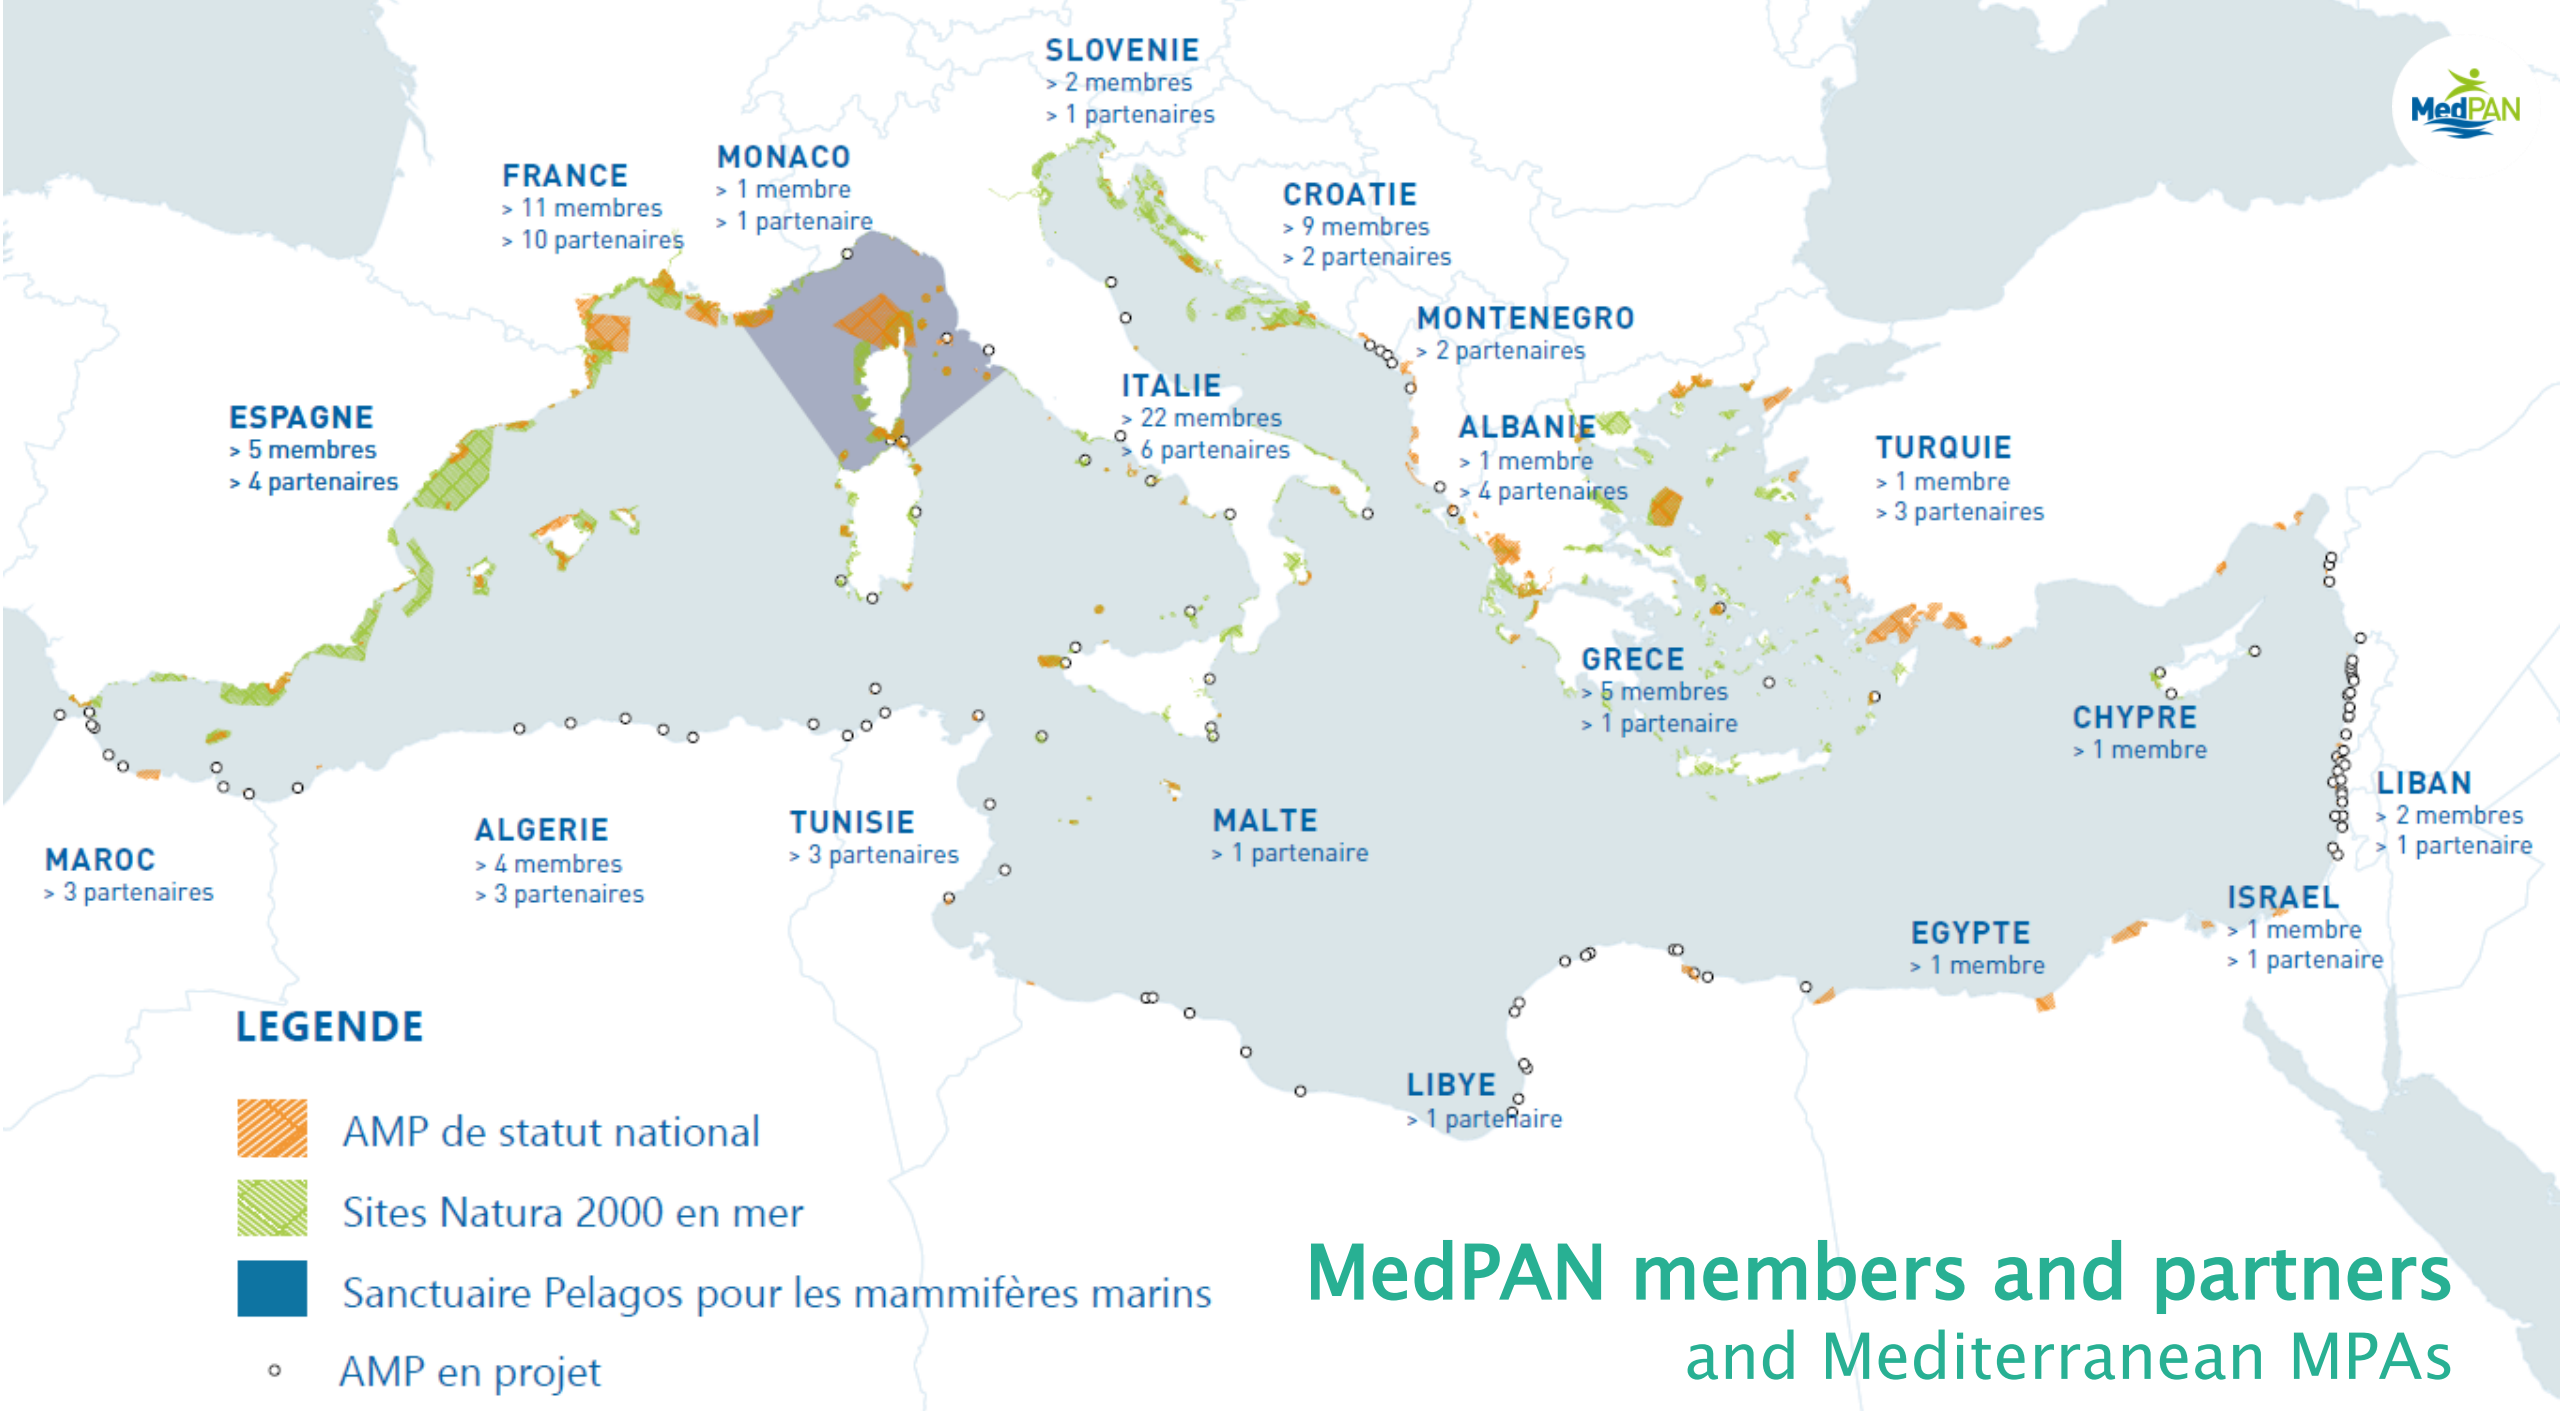 SLOVENIE
> 2 membres
> 1 partenaires
MedPAN
MONACO
> 1 membre
> 1 partenaire
FRANCE
> 11 membres
> 10 partenaires
CROATIE
> 9 membres
> 2 partenaires
MONTENEGRO
> 2 partenaires
ITALIE
> 22 membres
> 6 partenaires
ESPAGNE
> 5 membres
> 4 partenaires
ALBANIE
> 1 membre
> 4 partenaires
TURQUIE
> 1 membre
> 3 partenaires
GRECE
> 5 membres
> 1 partenaire
CHYPRE
> 1 membre
LIBAN
> 2 membres
> 1 partenaire
MAROC
> 3 partenaires
ALGERIE
> 4 membres
> 3 partenaires
TUNISIE
> 3 partenaires
MALTE
> 1 partenaire
ISRAEL
> 1 membre
> 1 partenaire
EGYPTE
> 1 membre
LIBYE
> 1 partenaire
LEGENDE
AMP de statut national
Sites Natura 2000 en mer
Sanctuaire Pelagos pour les mammifères marins
AMP en projet
MedPAN members and partners
and Mediterranean MPAs